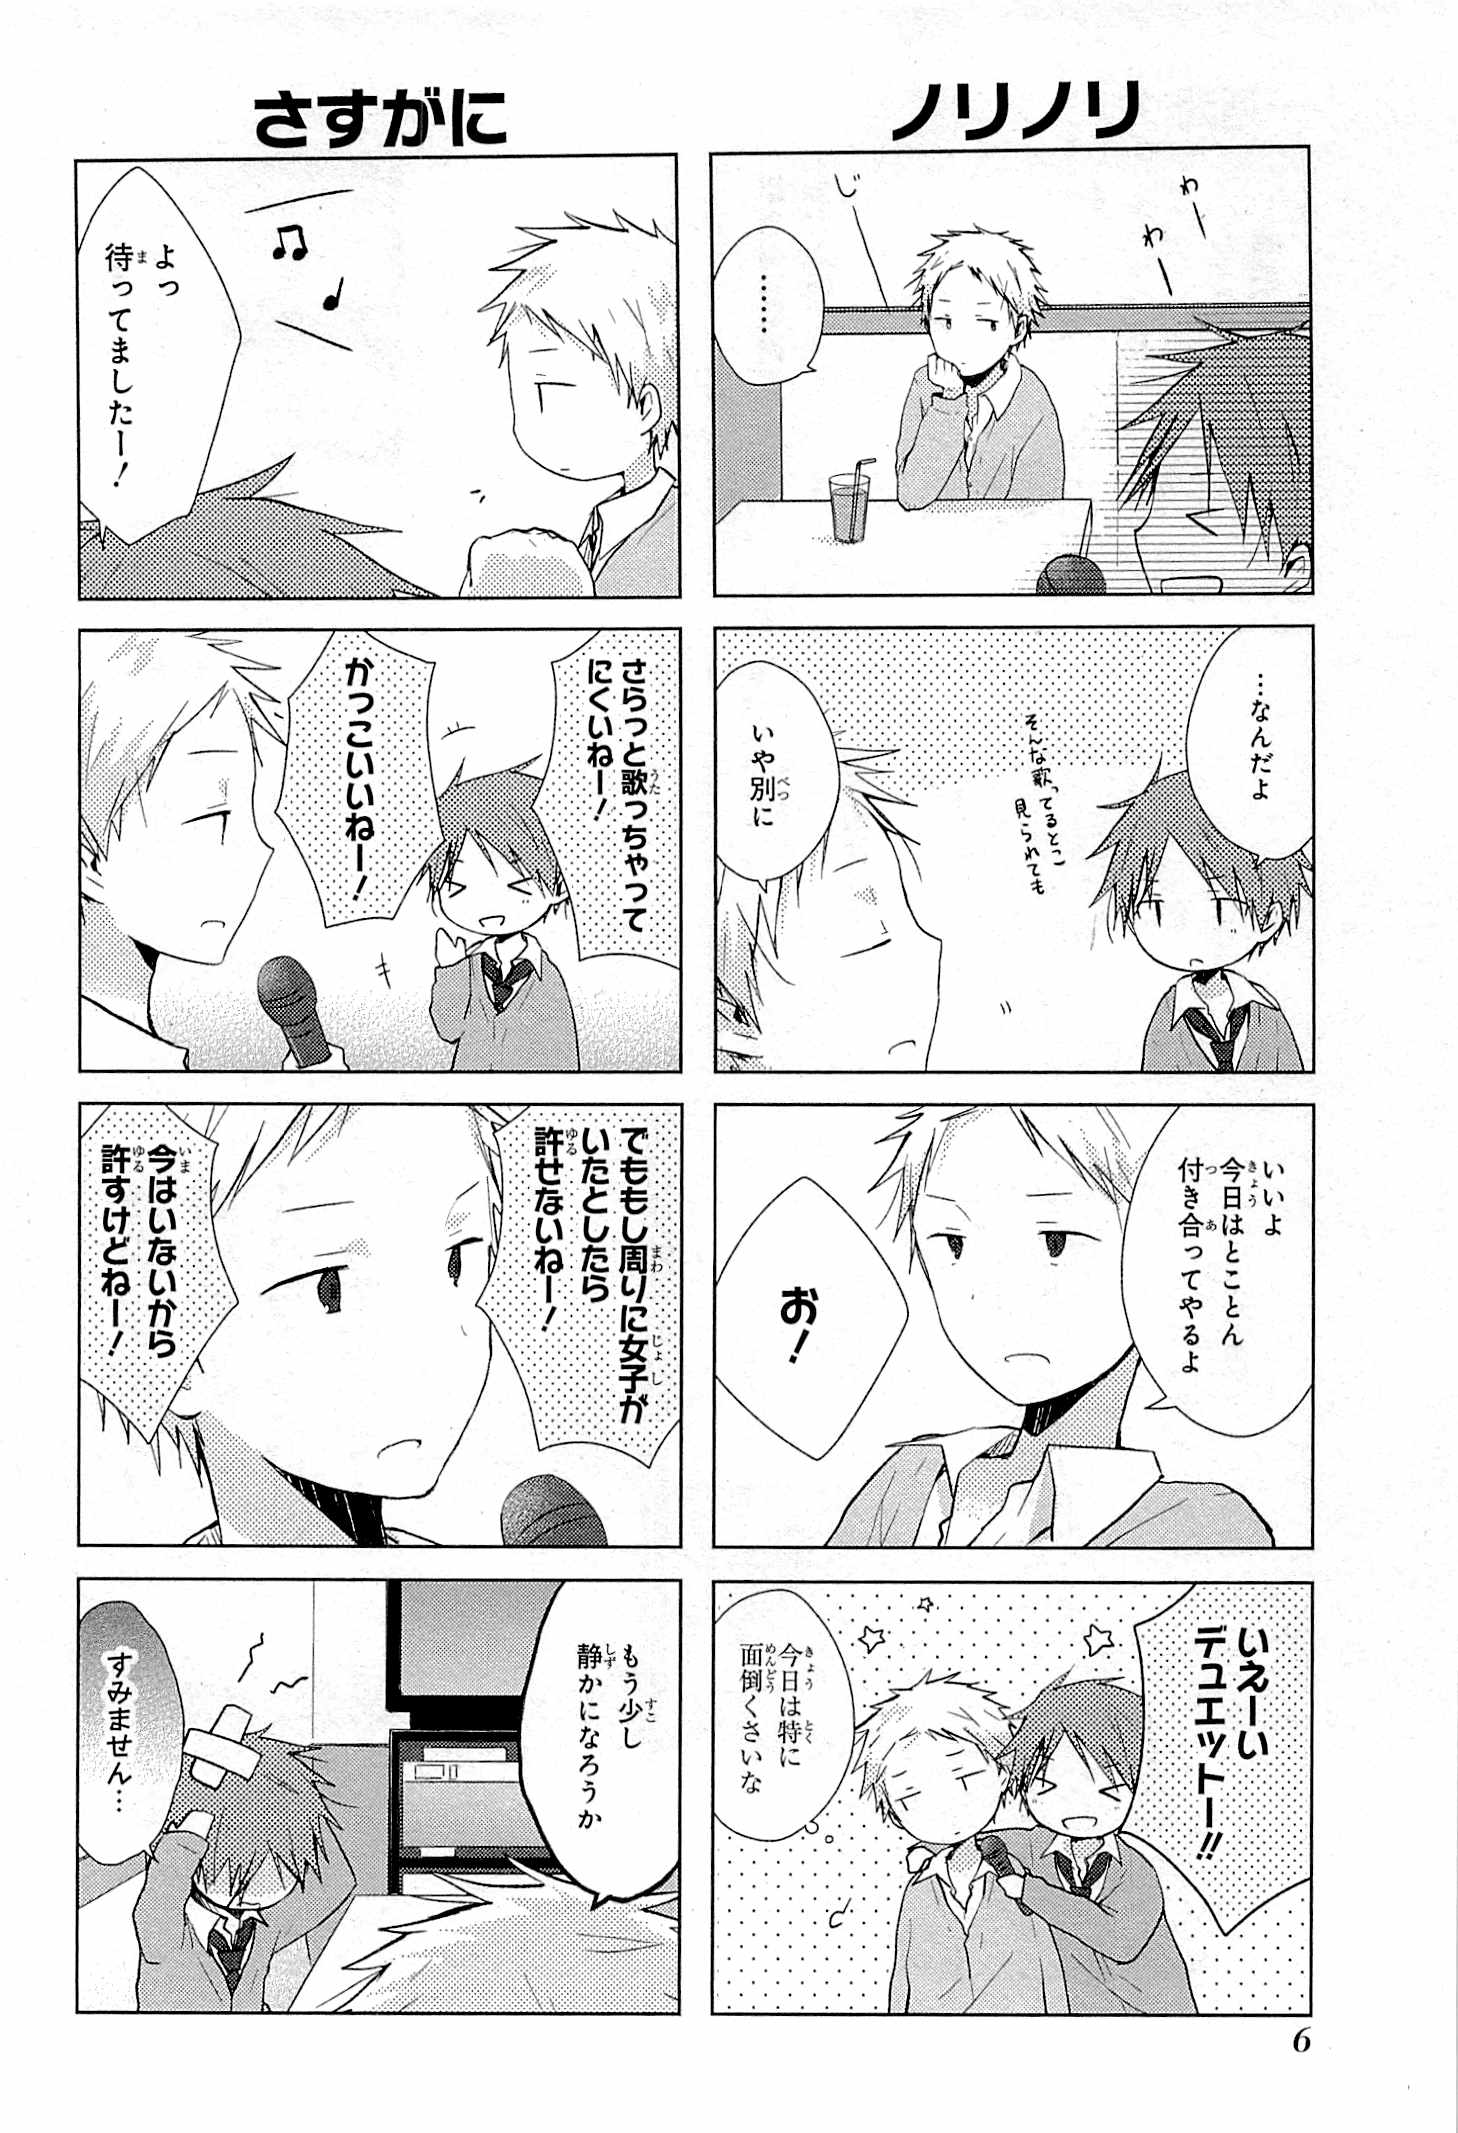 ノリノリ
じーっ
わー
わー
………
…なんだよ
そんな歌ってるとこ
見られても
いや別に
いいよ
今日はとことん
付き合ってやるよ
お！
いえーい
デュエットー!!
今日は特に
面倒くさいな
さすがに
よっ
待ってましたー！
さらっと歌っちゃって
にくいねー！
かっこいいねー！
でももし周りに女子が
いたとしたら
許せないねー！
今はいないから
許すけどねー！
もう少し
静かになろうか
すみません…
6